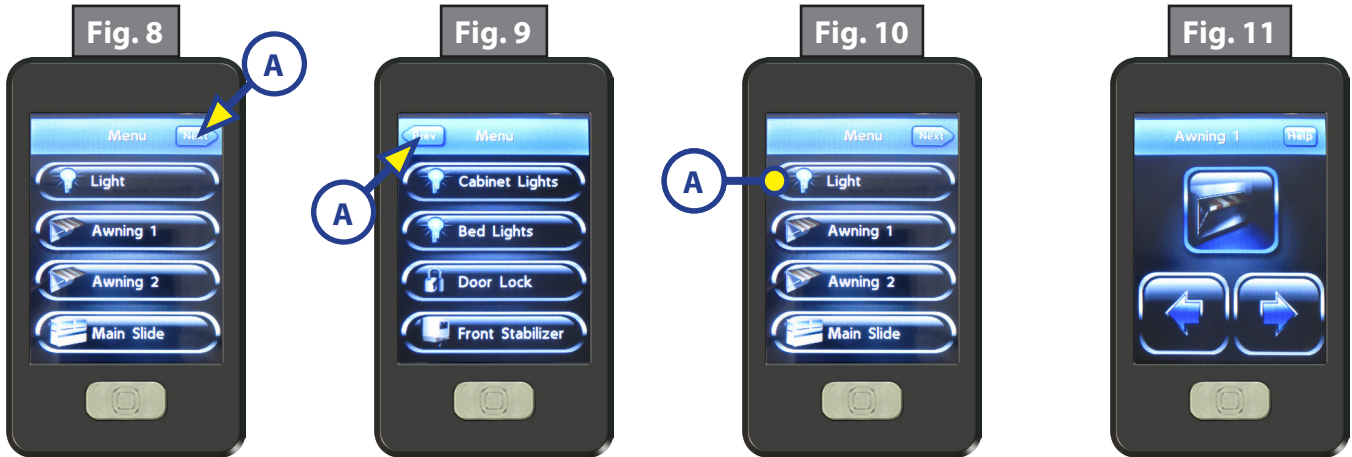 Fig. 8
A
Menu Next
Light
Awning 1
Awning 2
Main Slide
Fig. 9
Prev Menu
A
Cabinet Lights
Bed Lights
Door Lock
Front Stabilizer
Fig. 10
Menu Next
A
Light
Awning 1
Awning 2
Main Slide
Fig. 11
Awning 1 Help